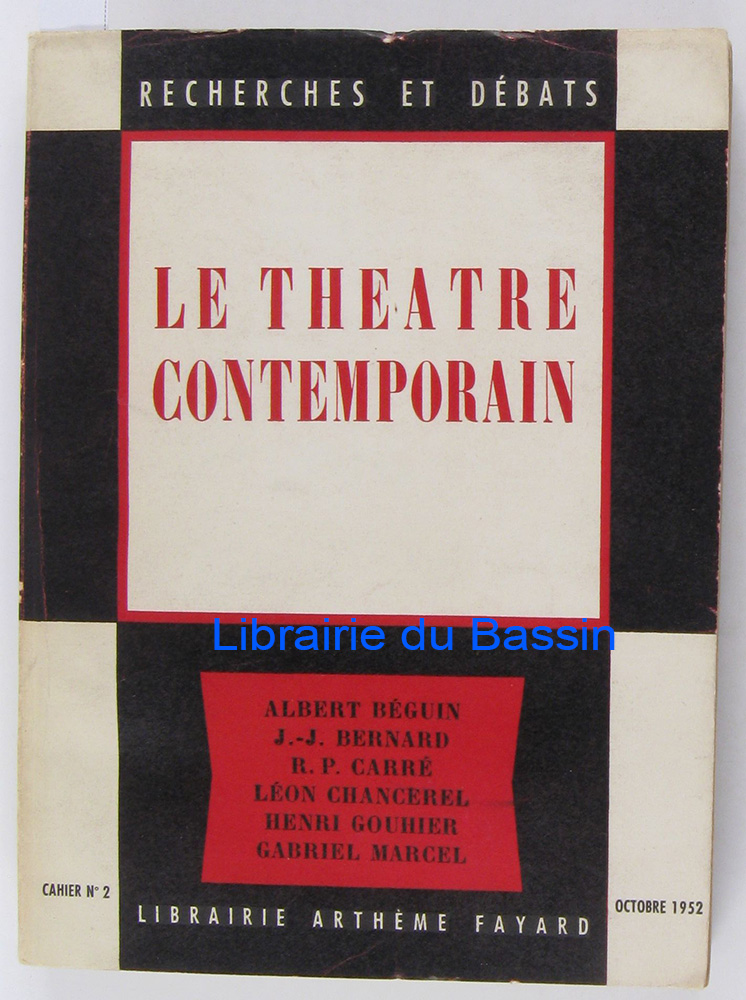 RECHERCHES ET DÉBATS
LE THEATRE
CONTEMPORAIN
Librairie du Bassin
ALBERT BÉGUIN
J.-J. BERNARD
R. P. CARRÉ
LÉON CHANCEREL
HENRI GOUHIER
GABRIEL MARCEL
CAHIER N° 2
OCTOBRE 1952
LIBRAIRIE ARTHÈME FAYARD